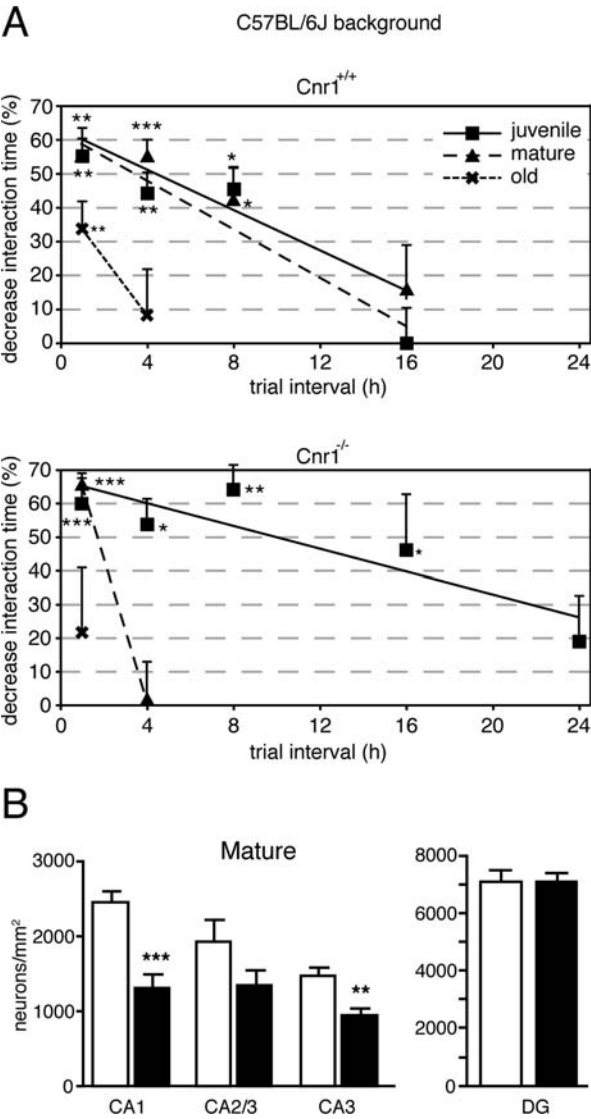 A
C57BL/6J background
Cnr1+/+
70
60
50
40
30
20
10
0
decrease interaction time (%)
**
**
***
**
*
*
**
juvenile
mature
old
0 4 8 12 16 20 24
trial interval (h)
Cnr1-/-
70
60
50
40
30
20
10
0
decrease interaction time (%)
***
***
*
**
*
0 4 8 12 16 20 24
trial interval (h)
B
Mature
3000
2000
1000
0
neurons/mm²
***
**
CA1 CA2/3 CA3
8000
6000
4000
2000
0
DG